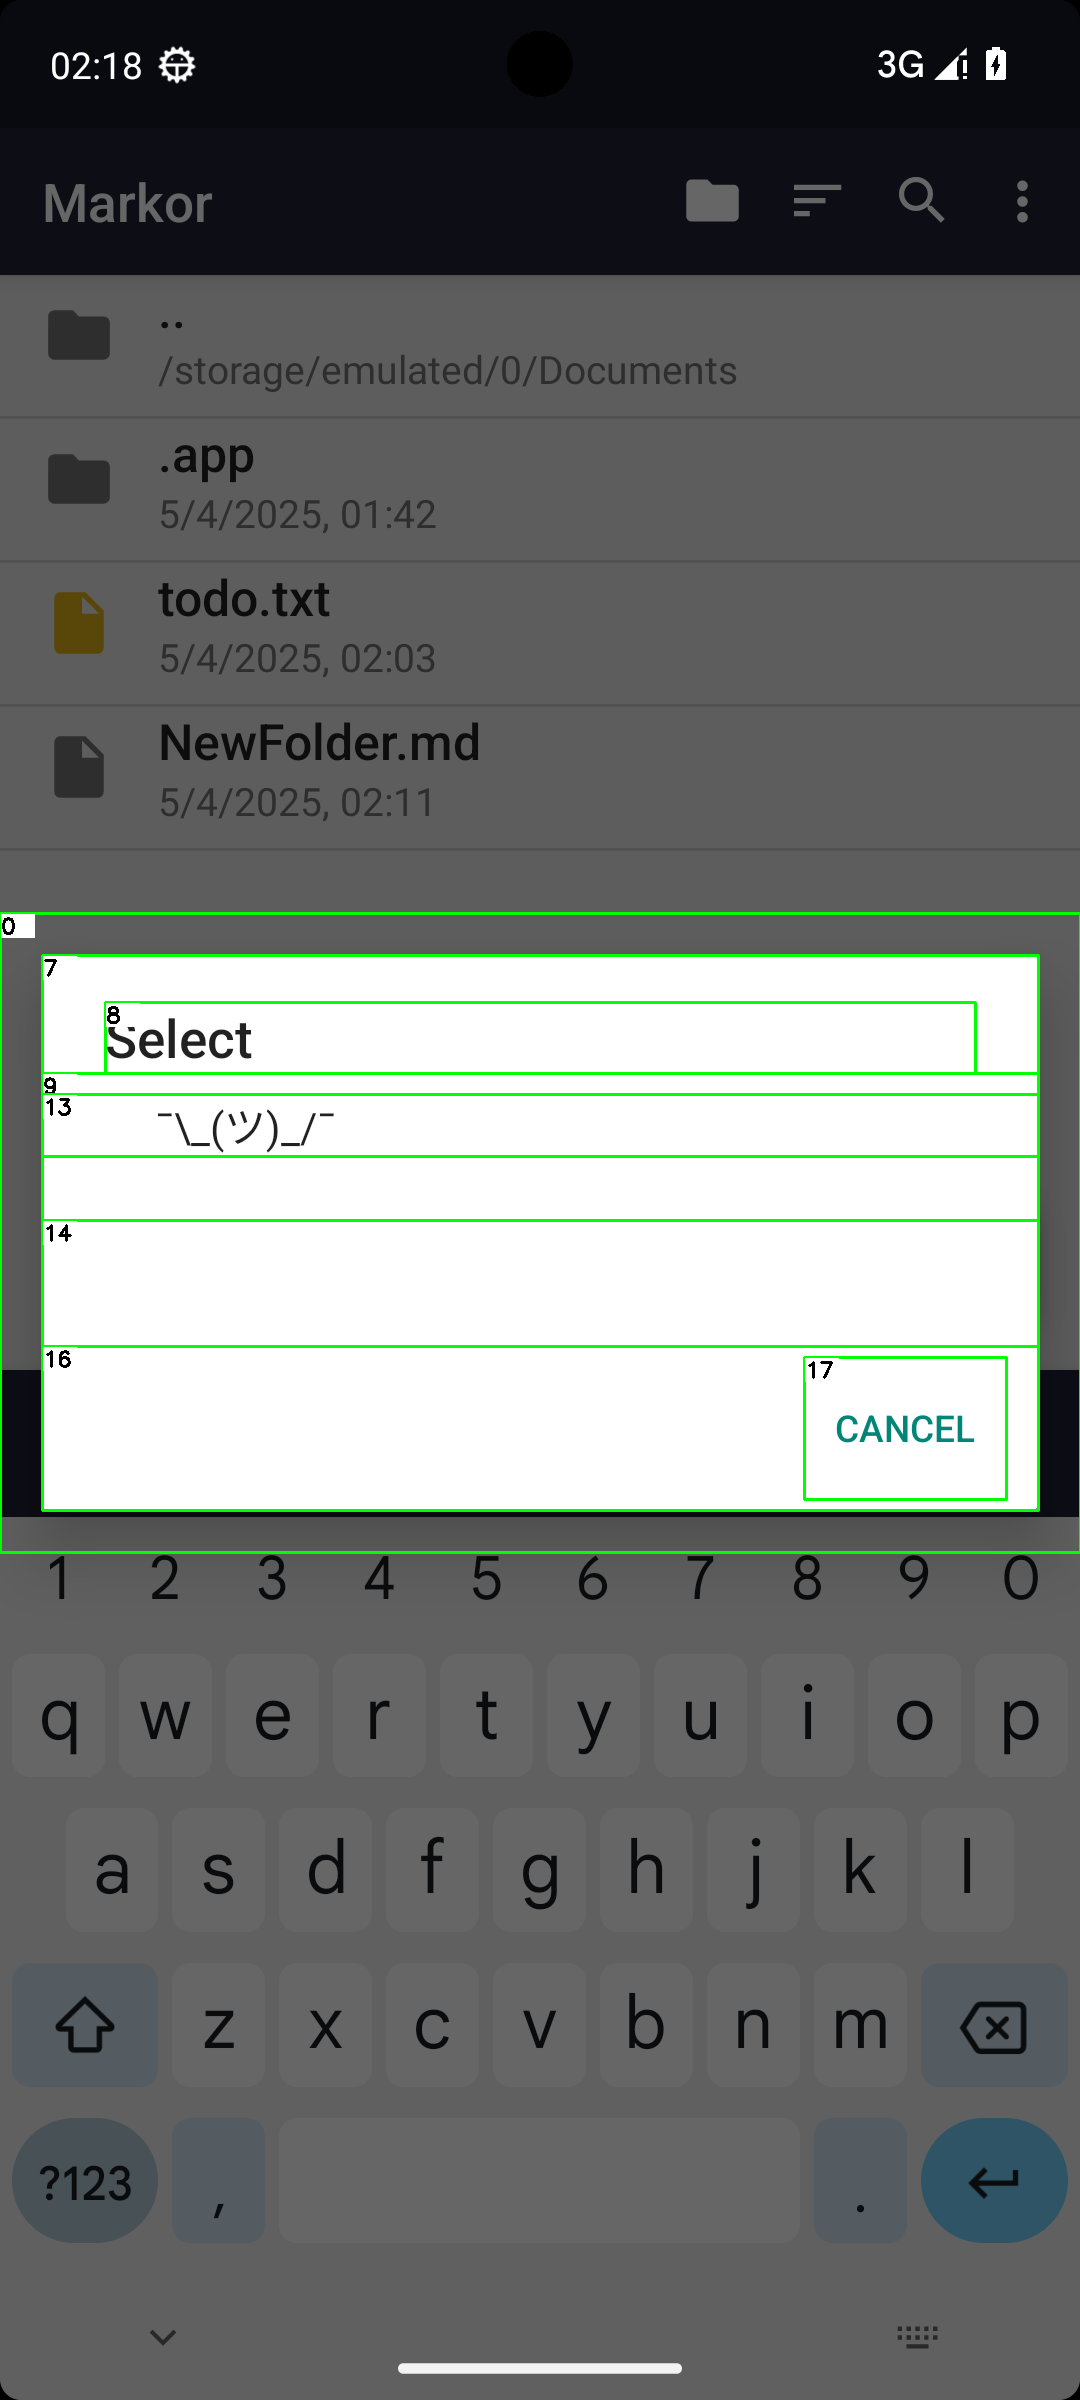 02:18 3G
Markor
..
/storage/emulated/0/Documents
.app
5/4/2025, 01:42
todo.txt
5/4/2025, 02:03
NewFolder.md
5/4/2025, 02:11
0
7
8
Select
9
13
¯\_(ツ)_/¯
14
16
17
CANCEL
1 2 3 4 5 6 7 8 9 0
q w e r t y u i o p
a s d f g h j k l
z x c v b n m
?123 , .